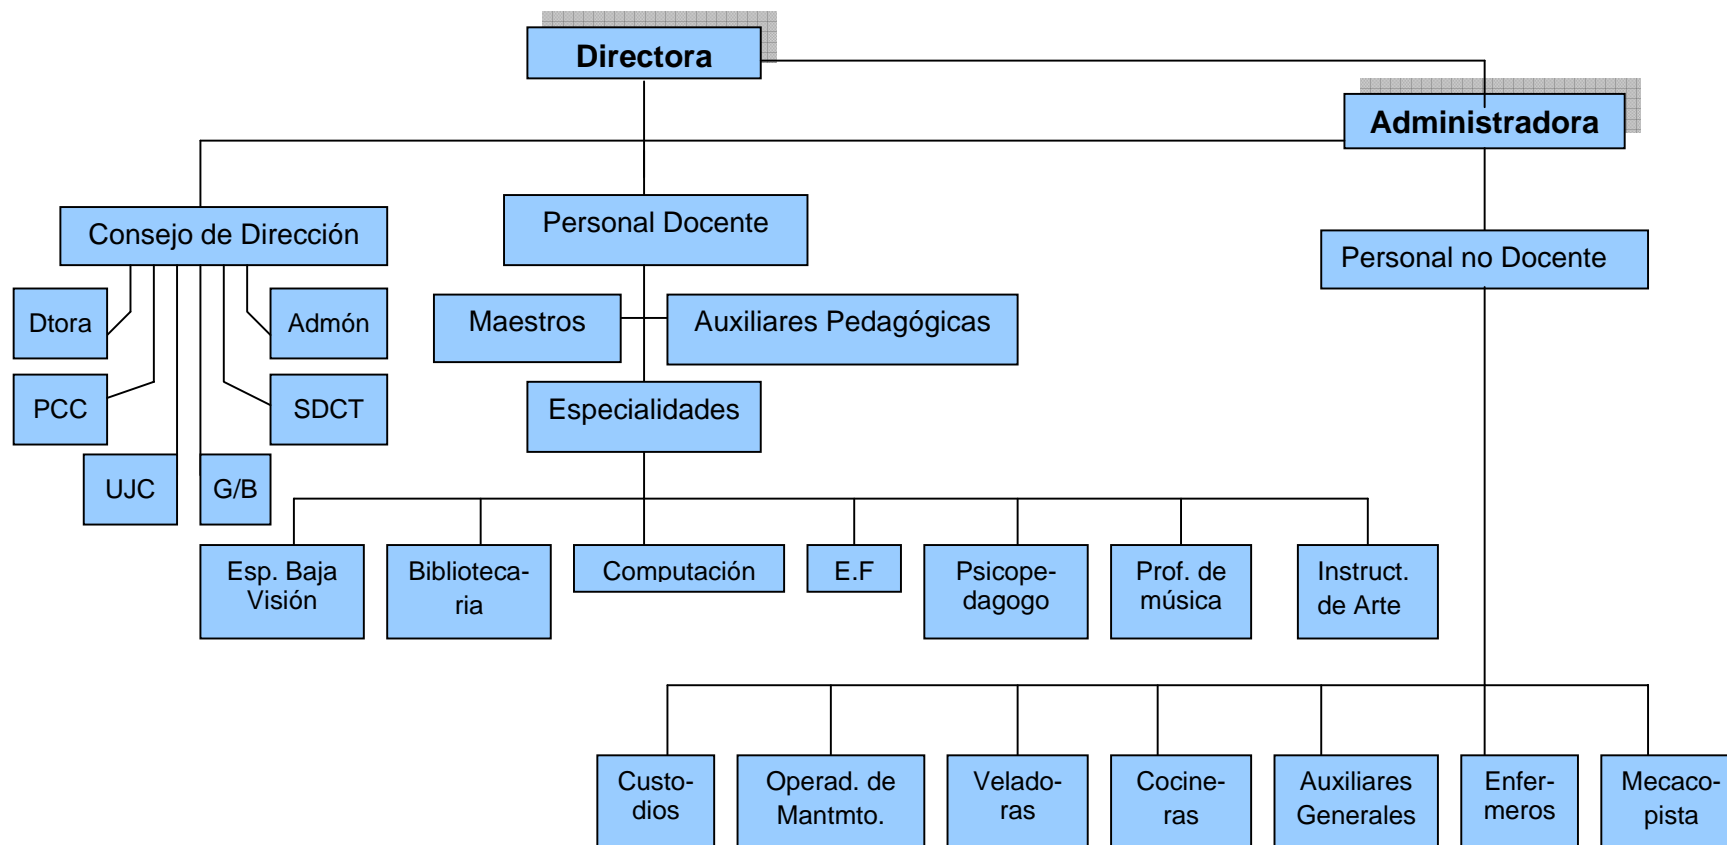 Directora
Administradora
Consejo de Dirección
Personal Docente
Personal no Docente
Dtora
Admón
Maestros
Auxiliares Pedagógicas
PCC
SDCT
Especialidades
UJC
G/B
Esp. Baja
Visión
Biblioteca-
ria
Computación
E.F
Psicope-
dagogo
Prof. de
música
Instruct.
de Arte
Custo-
dios
Operad. de
Mantmto.
Velado-
ras
Cocine-
ras
Auxiliares
Generales
Enfer-
meros
Mecaco-
pista